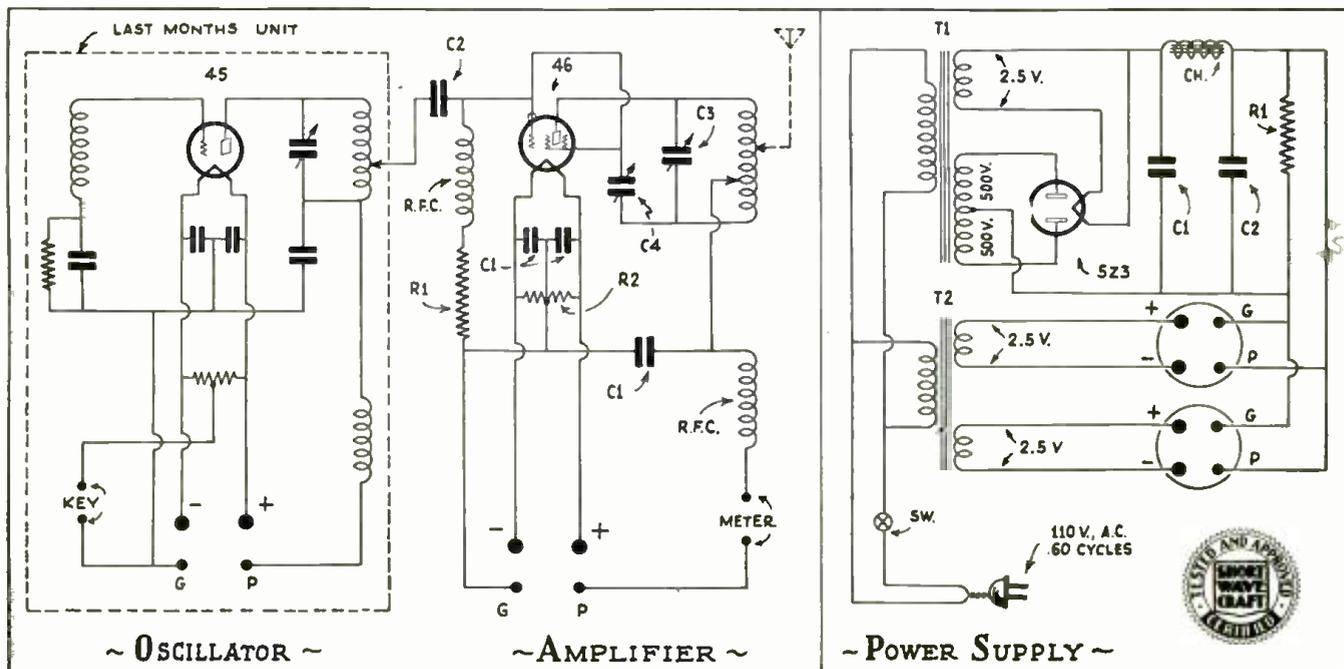 LAST MONTHS UNIT
45
KEY
-
+
G
P
~ OSCILLATOR ~
C2
46
C3
R.F.C.
C4
C1
R1
R2
C1
R.F.C.
METER
-
+
G
P
~ AMPLIFIER ~
T1
2.5 V.
CH.
R1
500V.
500V.
C1
C2
5Z3
T2
2.5 V.
+
-
G
P
2.5 V
+
-
G
P
SW.
110 V., A.C.
.60 CYCLES
TESTED AND APPROVED
SHORT
WAVE
CRAFT
CERTIFIED
~ POWER SUPPLY ~